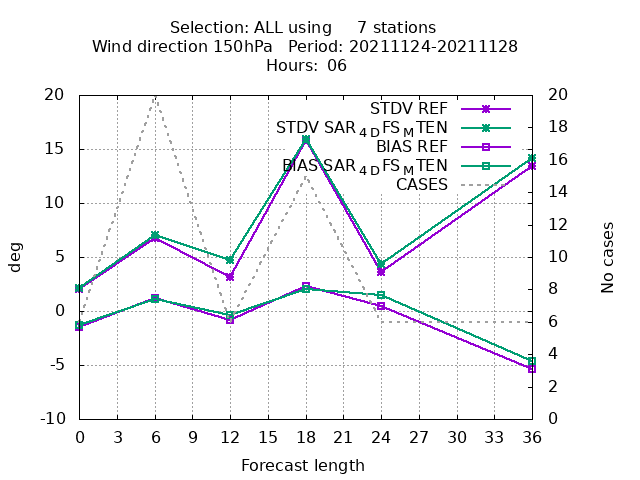 Selection: ALL using     7 stations
Wind direction 150hPa   Period: 20211124-20211128
Hours: 06
STDV REF
STDV SAR₄DFSMTEN
BIAS REF
BIAS SAR₄DFSMTEN
CASES
20
15
10
5
0
-5
-10
deg
20
18
16
14
12
10
8
6
4
2
0
No cases
0 3 6 9 12 15 18 21 24 27 30 33 36
Forecast length